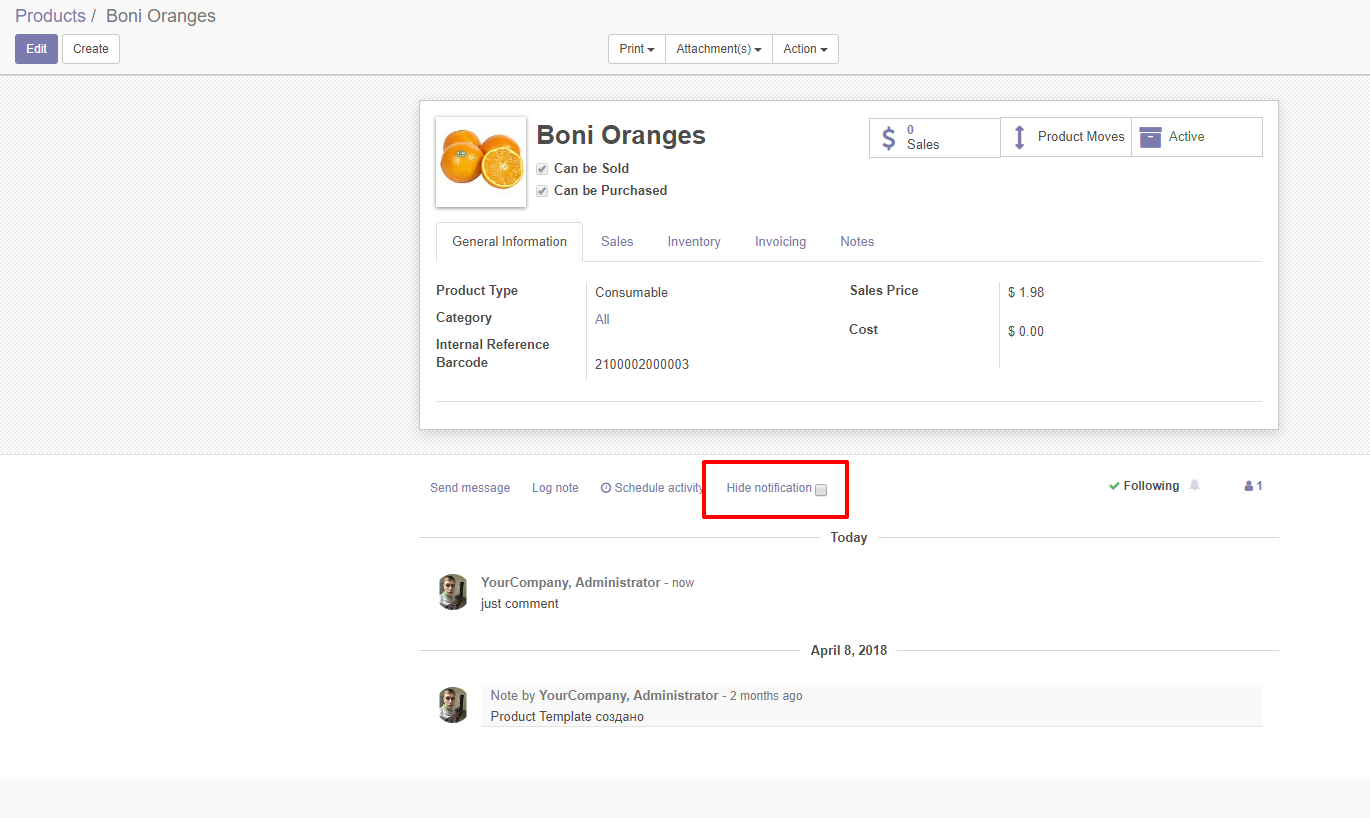 Products / Boni Oranges
Edit Create Print Attachment(s) Action
Boni Oranges
Can be Sold
Can be Purchased
0
Sales
Product Moves
Active
General Information Sales Inventory Invoicing Notes
Product Type Consumable
Category All
Internal Reference
Barcode 2100002000003
Sales Price $ 1.98
Cost $ 0.00
Send message Log note Schedule activity Hide notification Following 1
Today
YourCompany, Administrator - now
just comment
April 8, 2018
Note by YourCompany, Administrator - 2 months ago
Product Template создано